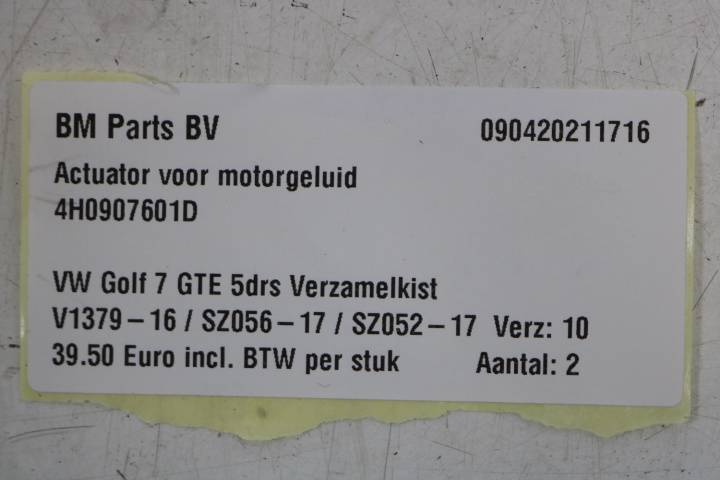 BM Parts BV 090420211716
Actuator voor motorgeluid
4H0907601D
VW Golf 7 GTE 5drs Verzamelkist
V1379-16 / SZ056-17 / SZ052-17 Verz: 10
39.50 Euro incl. BTW per stuk Aantal: 2